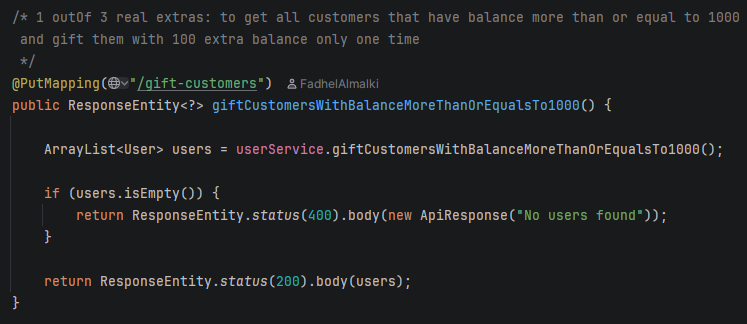 /* 1 outOf 3 real extras: to get all customers that have balance more than or equal to 1000
and gift them with 100 extra balance only one time
*/
@PutMapping("/gift-customers") FadhelAlmalki
public ResponseEntity<?> giftCustomersWithBalanceMoreThanOrEqualsTo1000() {
ArrayList<User> users = userService.giftCustomersWithBalanceMoreThanOrEqualsTo1000();
if (users.isEmpty()) {
return ResponseEntity.status(400).body(new ApiResponse("No users found"));
}
return ResponseEntity.status(200).body(users);
}